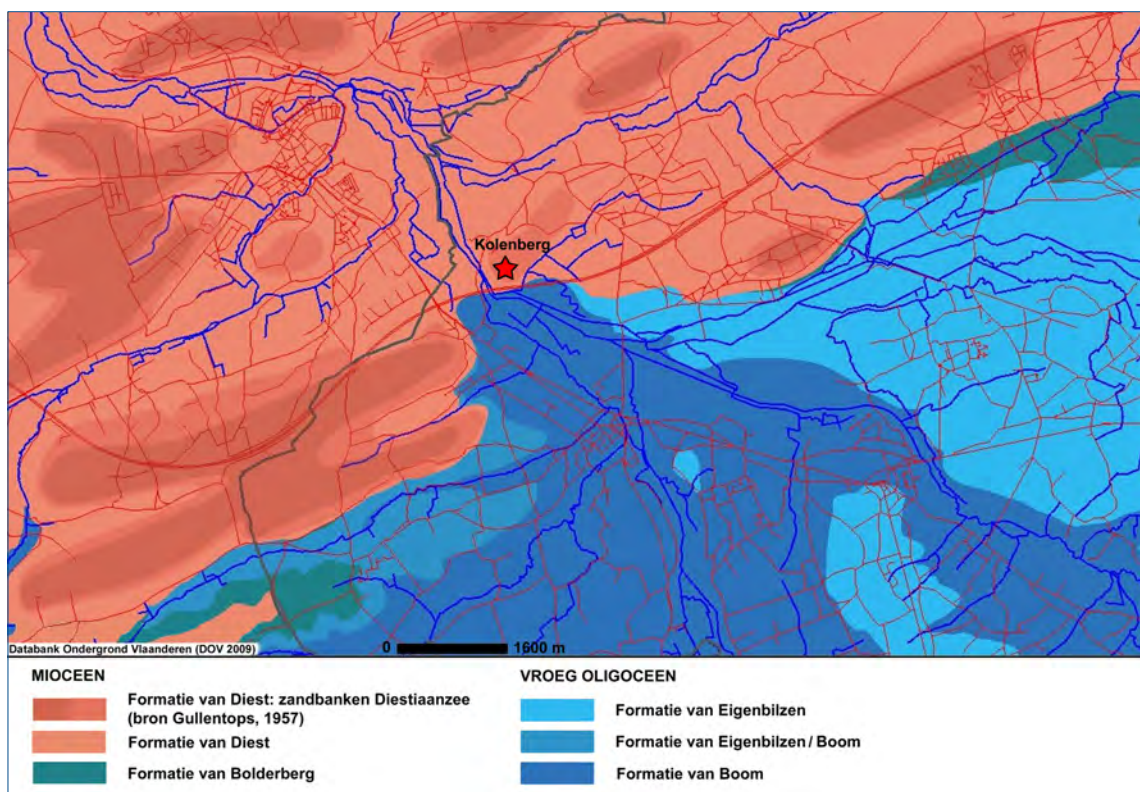 Kolenberg
Databank Ondergrond Vlaanderen (DOV 2009)
0 1600 m
MIOCEEN
Formatie van Diest: zandbanken Diestiaanzee
(bron Gullentops, 1957)
Formatie van Diest
Formatie van Bolderberg
VROEG OLIGOCEEN
Formatie van Eigenbilzen
Formatie van Eigenbilzen / Boom
Formatie van Boom